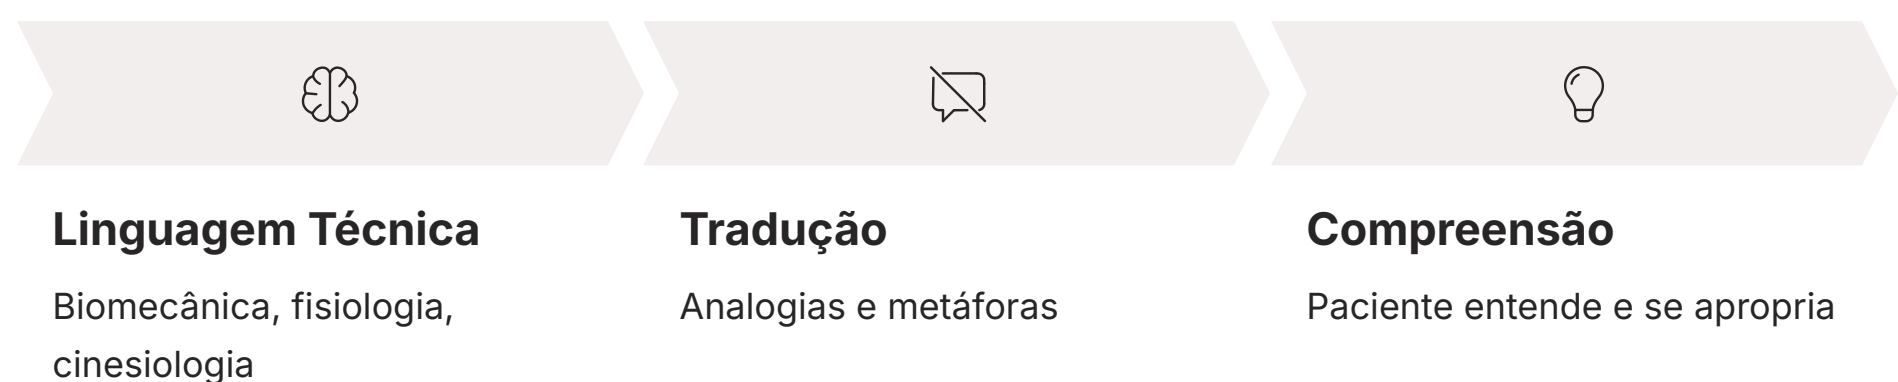 Linguagem Técnica
Biomecânica, fisiologia,
cinesiologia
Tradução
Analogias e metáforas
Compreensão
Paciente entende e se apropria